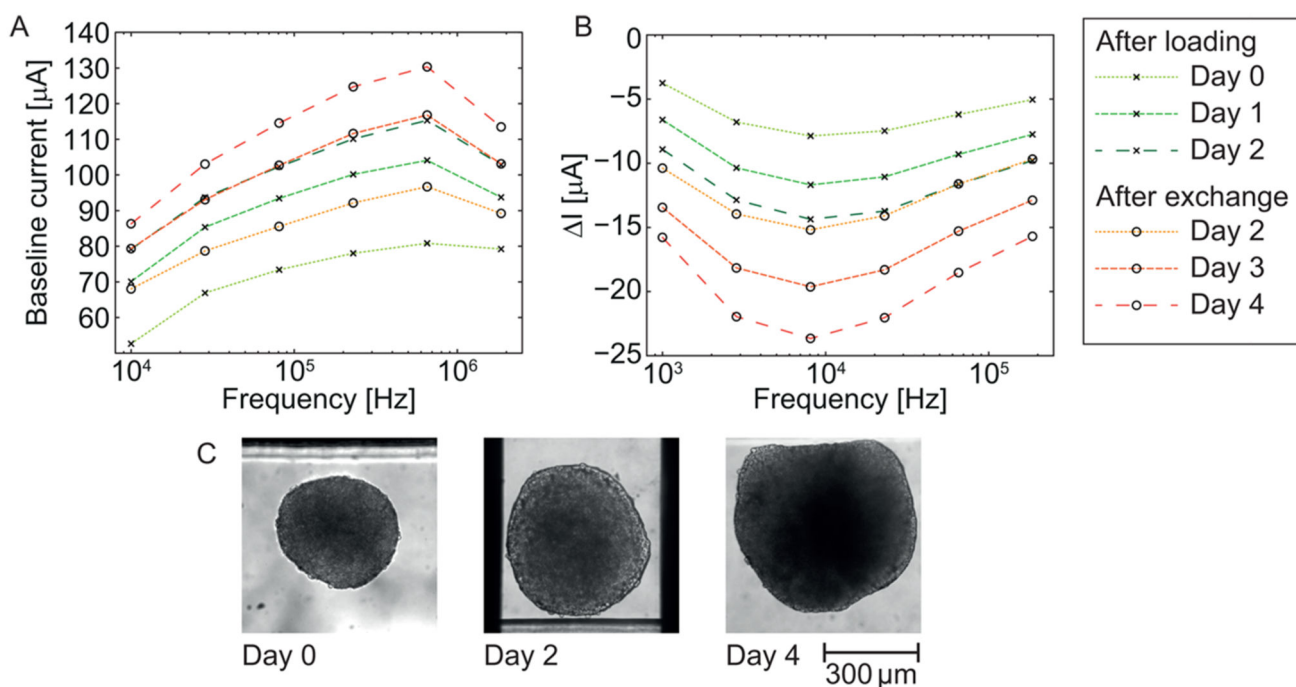 A
Baseline current [µA]
140
130
120
110
100
90
80
70
60
10⁴
10⁵
10⁶
Frequency [Hz]
B
ΔI [µA]
0
−5
−10
−15
−20
−25
10³
10⁴
10⁵
Frequency [Hz]
After loading
Day 0
Day 1
Day 2
After exchange
Day 2
Day 3
Day 4
C
Day 0
Day 2
Day 4
300 µm